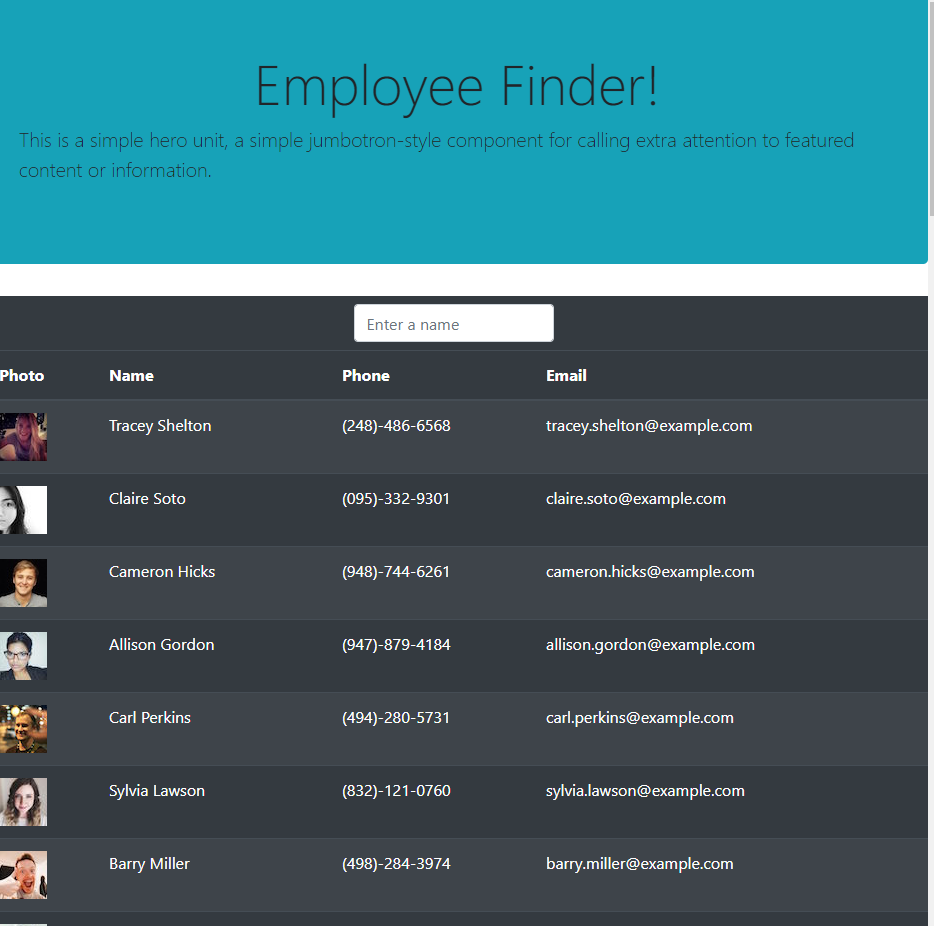 Employee Finder!
This is a simple hero unit, a simple jumbotron-style component for calling extra attention to featured
content or information.
Enter a name
Photo Name Phone Email
Tracey Shelton (248)-486-6568 tracey.shelton@example.com
Claire Soto (095)-332-9301 claire.soto@example.com
Cameron Hicks (948)-744-6261 cameron.hicks@example.com
Allison Gordon (947)-879-4184 allison.gordon@example.com
Carl Perkins (494)-280-5731 carl.perkins@example.com
Sylvia Lawson (832)-121-0760 sylvia.lawson@example.com
Barry Miller (498)-284-3974 barry.miller@example.com